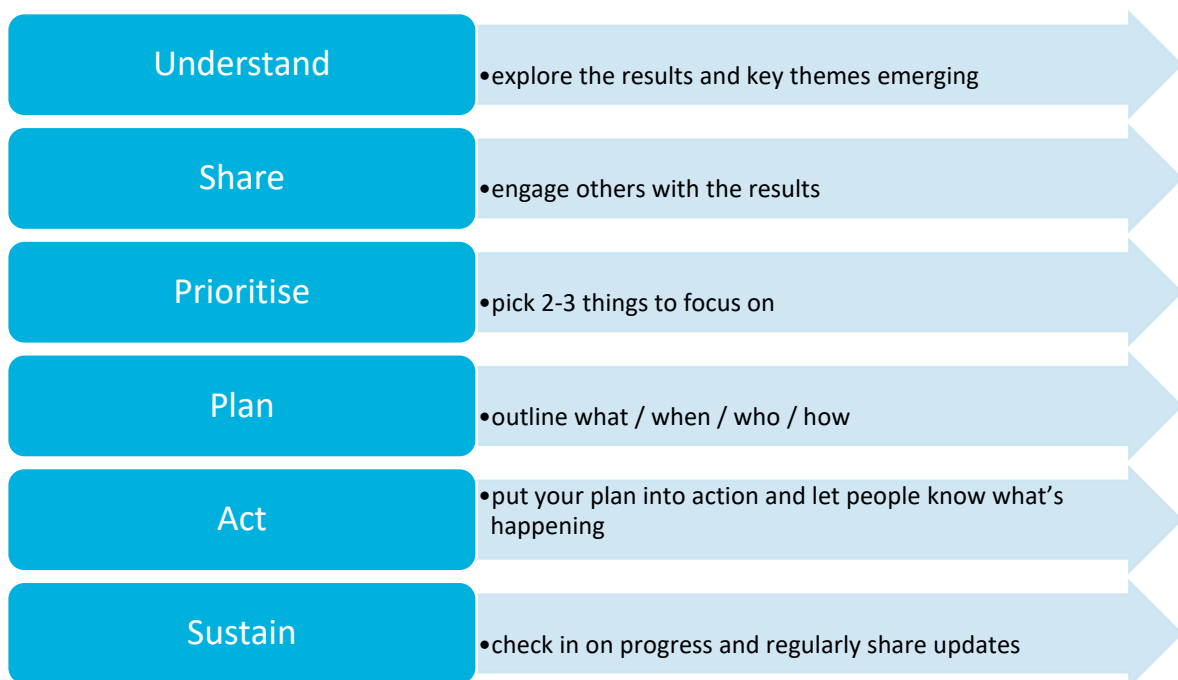 Understand
•explore the results and key themes emerging
Share
•engage others with the results
Prioritise
•pick 2-3 things to focus on
Plan
•outline what / when / who / how
Act
•put your plan into action and let people know what’s
happening
Sustain
•check in on progress and regularly share updates